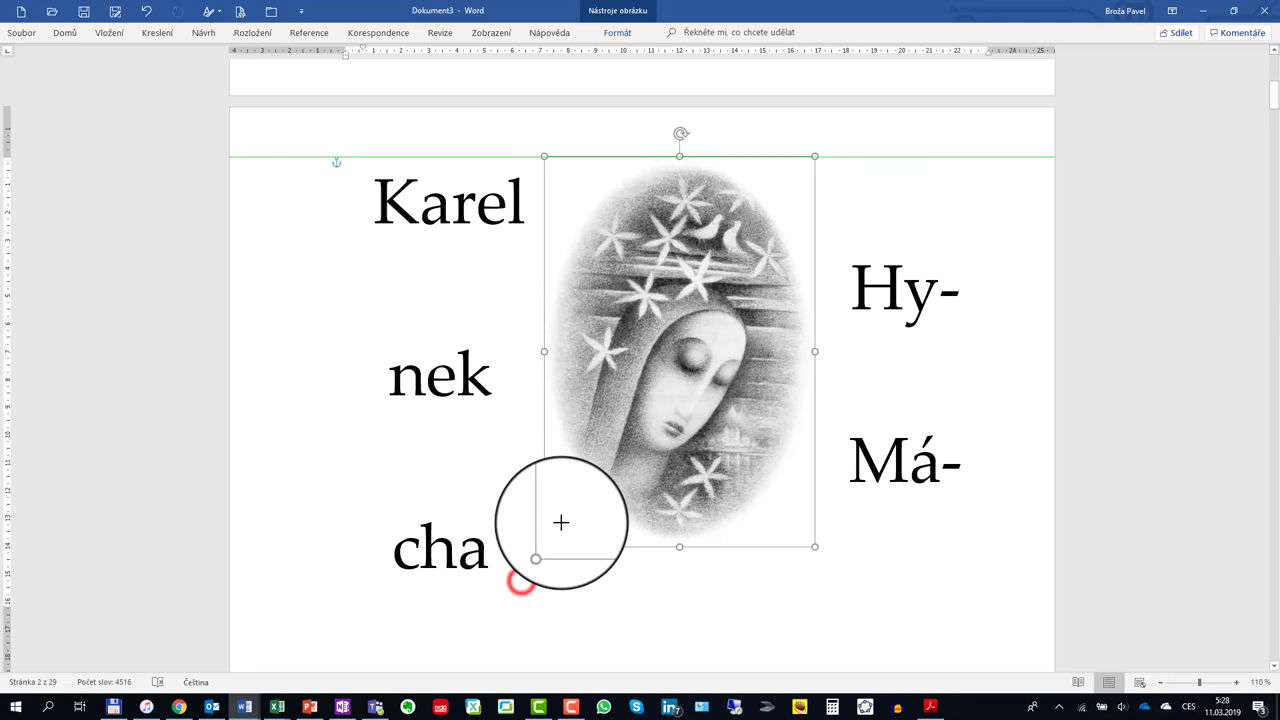 Dokument3 - Word
Nástroje obrázku
Broža Pavel
Soubor Domů Vložení Kreslení Návrh Rozložení Reference Korespondence Revize Zobrazení Nápověda Formát Řekněte mi, co chcete udělat Sdílet Komentáře
Karel
Hy-
nek
Má-
cha
Stránka 2 z 29 Počet slov: 4516 Čeština 110 %
CES 5:28
11.03.2019